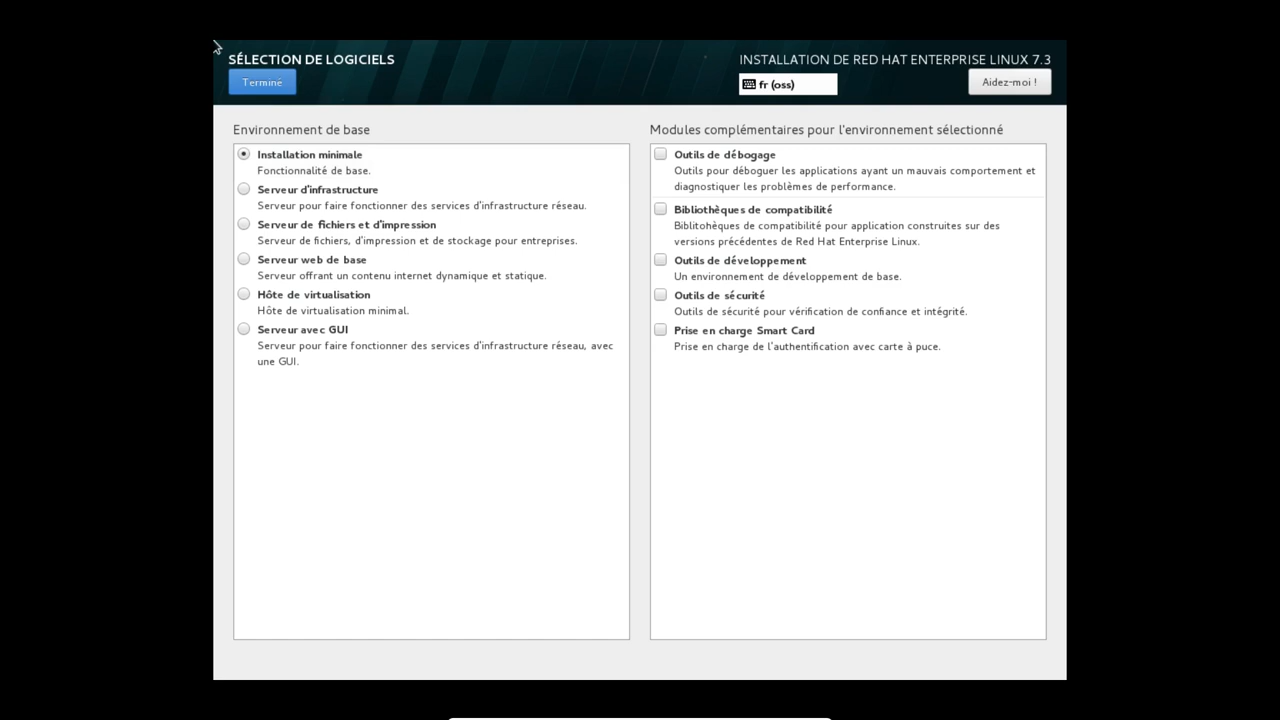 SÉLECTION DE LOGICIELS
INSTALLATION DE RED HAT ENTERPRISE LINUX 7.3
Terminé
fr (oss)
Aidez-moi !
Environnement de base
Installation minimale
Fonctionnalité de base.
Serveur d'infrastructure
Serveur pour faire fonctionner des services d'infrastructure réseau.
Serveur de fichiers et d'impression
Serveur de fichiers, d'impression et de stockage pour entreprises.
Serveur web de base
Serveur offrant un contenu internet dynamique et statique.
Hôte de virtualisation
Hôte de virtualisation minimal.
Serveur avec GUI
Serveur pour faire fonctionner des services d'infrastructure réseau, avec
une GUI.
Modules complémentaires pour l'environnement sélectionné
Outils de débogage
Outils pour déboguer les applications ayant un mauvais comportement et
diagnostiquer les problèmes de performance.
Bibliothèques de compatibilité
Biblitohèques de compatibilité pour application construites sur des
versions précédentes de Red Hat Enterprise Linux.
Outils de développement
Un environnement de développement de base.
Outils de sécurité
Outils de sécurité pour vérification de confiance et intégrité.
Prise en charge Smart Card
Prise en charge de l'authentification avec carte à puce.